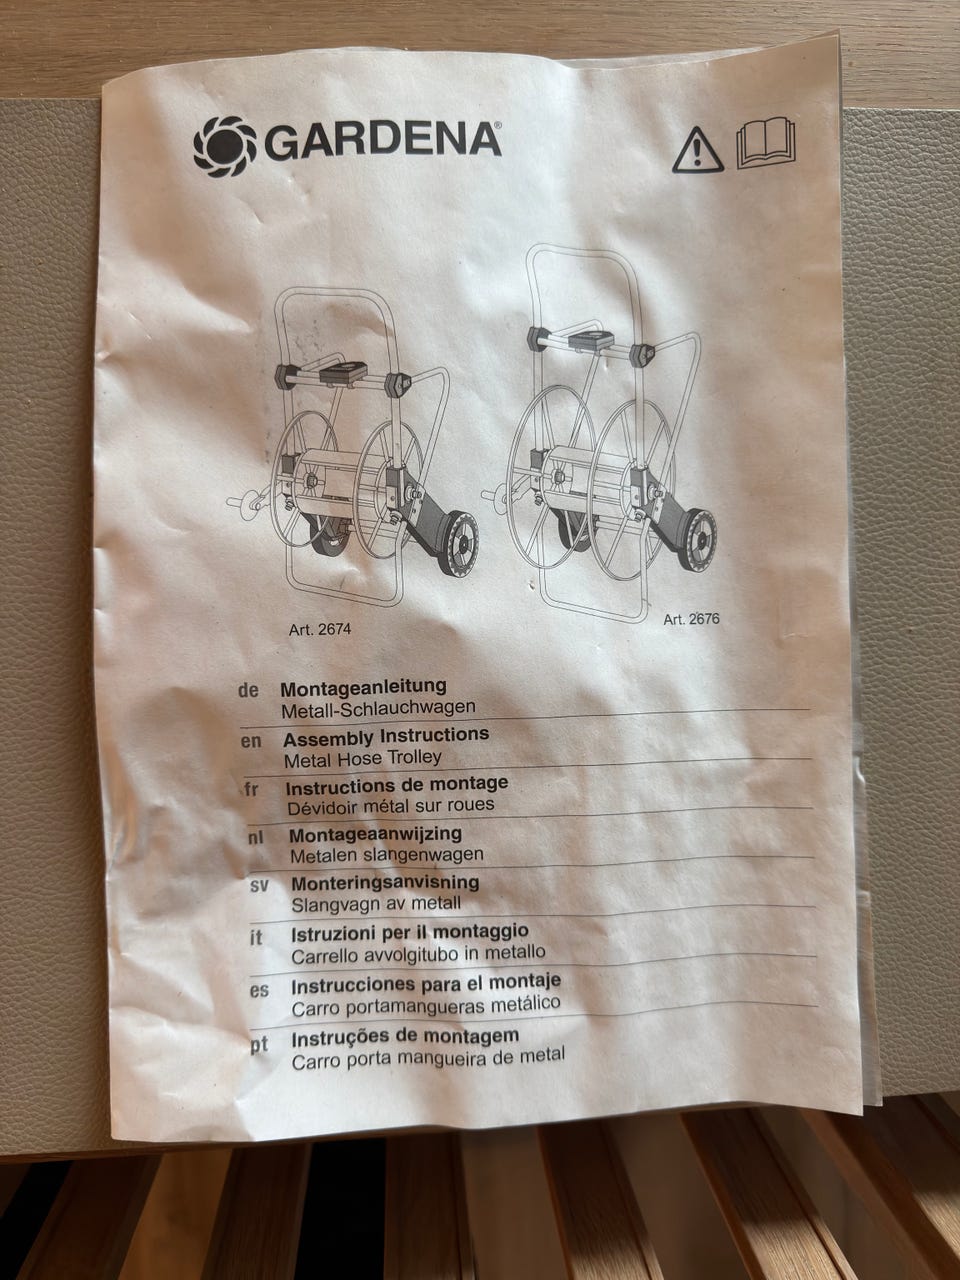 GARDENA®
Art. 2674
Art. 2676
de Montageanleitung
Metall-Schlauchwagen
en Assembly Instructions
Metal Hose Trolley
fr Instructions de montage
Dévidoir métal sur roues
nl Montageaanwijzing
Metalen slangenwagen
sv Monteringsanvisning
Slangvagn av metall
it Istruzioni per il montaggio
Carrello avvolgitubo in metallo
es Instrucciones para el montaje
Carro portamangueras metálico
pt Instruções de montagem
Carro porta mangueira de metal